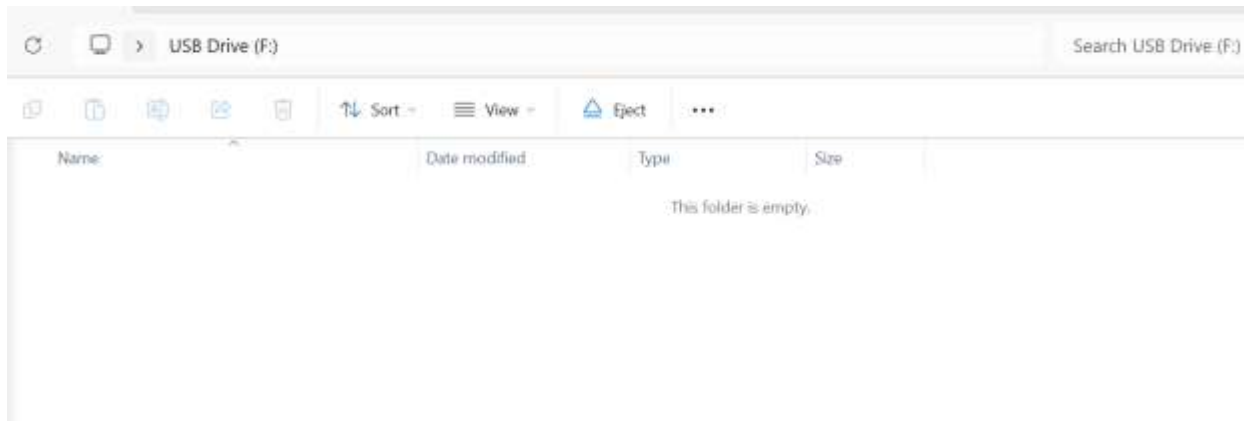 USB Drive (F:)
Search USB Drive (F:)
Sort
View
Eject
Name
Date modified
Type
Size
This folder is empty.